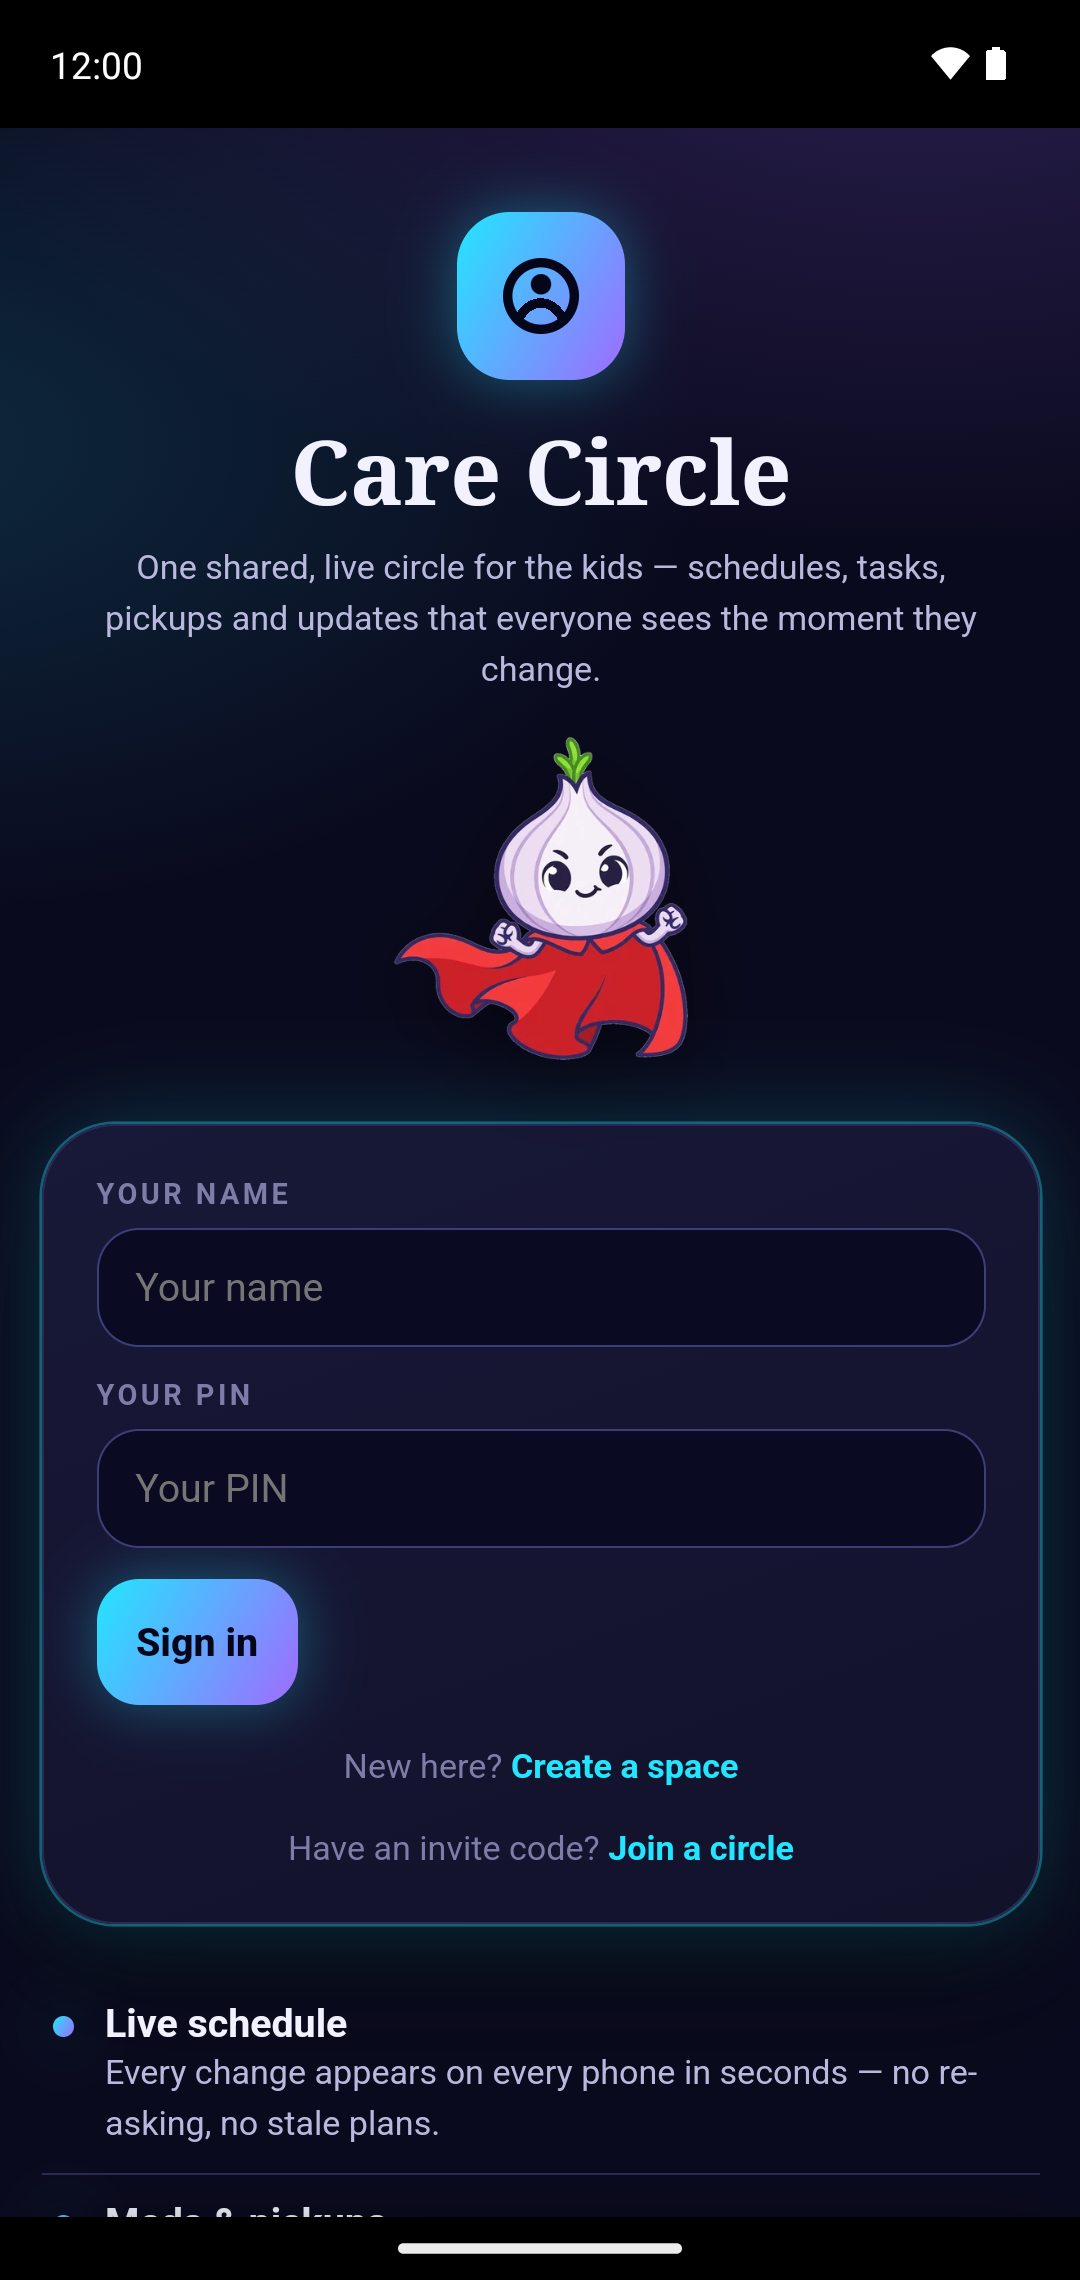 12:00
Care Circle
One shared, live circle for the kids — schedules, tasks,
pickups and updates that everyone sees the moment they
change.
YOUR NAME
Your name
YOUR PIN
Your PIN
Sign in
New here? Create a space
Have an invite code? Join a circle
Live schedule
Every change appears on every phone in seconds — no re-
asking, no stale plans.